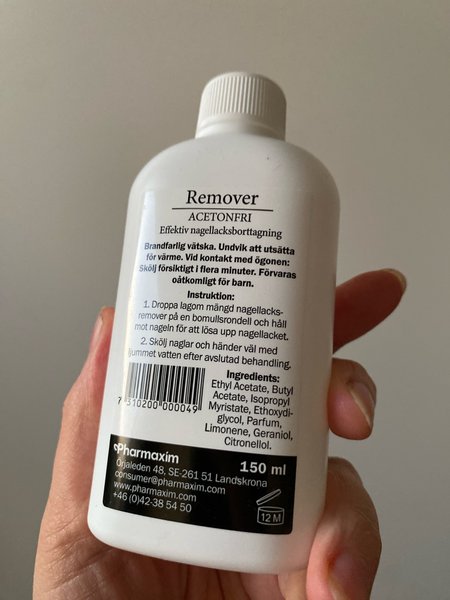 Remover
ACETONFRI
Effektiv nagellacksborttagning
Brandfarlig vätska. Undvik att utsätta
för värme. Vid kontakt med ögonen:
Skölj försiktigt i flera minuter. Förvaras
oåtkomligt för barn.
Instruktion:
1. Droppa lagom mängd nagellacks-
remover på en bomullsrondell och håll
mot nageln för att lösa upp nagellacket.
2. Skölj naglar och händer väl med
ljummet vatten efter avslutad behandling.
7 310200 000049
Ingredients:
Ethyl Acetate, Butyl
Acetate, Isopropyl
Myristate, Ethoxydi-
glycol, Parfum,
Limonene, Geraniol,
Citronellol.
Pharmaxim
150 ml
Örjaleden 48, SE-261 51 Landskrona
consumer@pharmaxim.com
www.pharmaxim.com
+46 (0)42-38 54 50
12 M